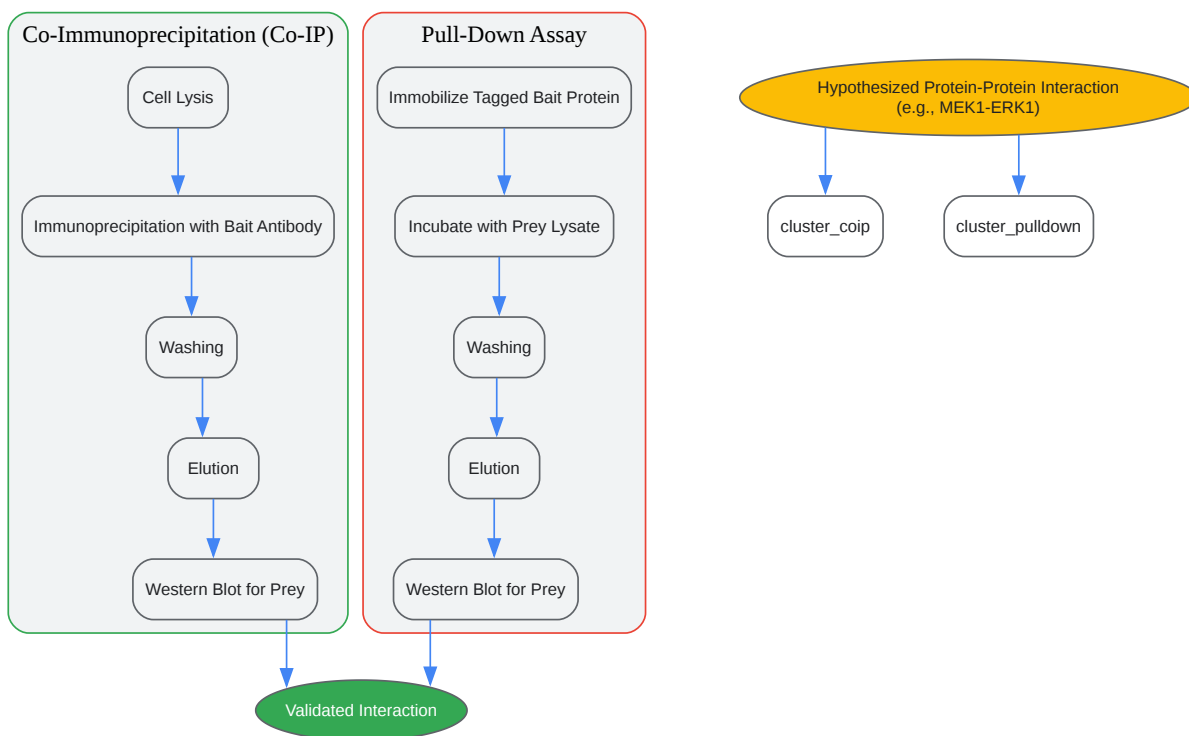 Co-Immunoprecipitation (Co-IP)
Cell Lysis
Immunoprecipitation with Bait Antibody
Washing
Elution
Western Blot for Prey
Pull-Down Assay
Immobilize Tagged Bait Protein
Incubate with Prey Lysate
Washing
Elution
Western Blot for Prey
Validated Interaction
Hypothesized Protein-Protein Interaction
(e.g., MEK1-ERK1)
cluster_coip
cluster_pulldown